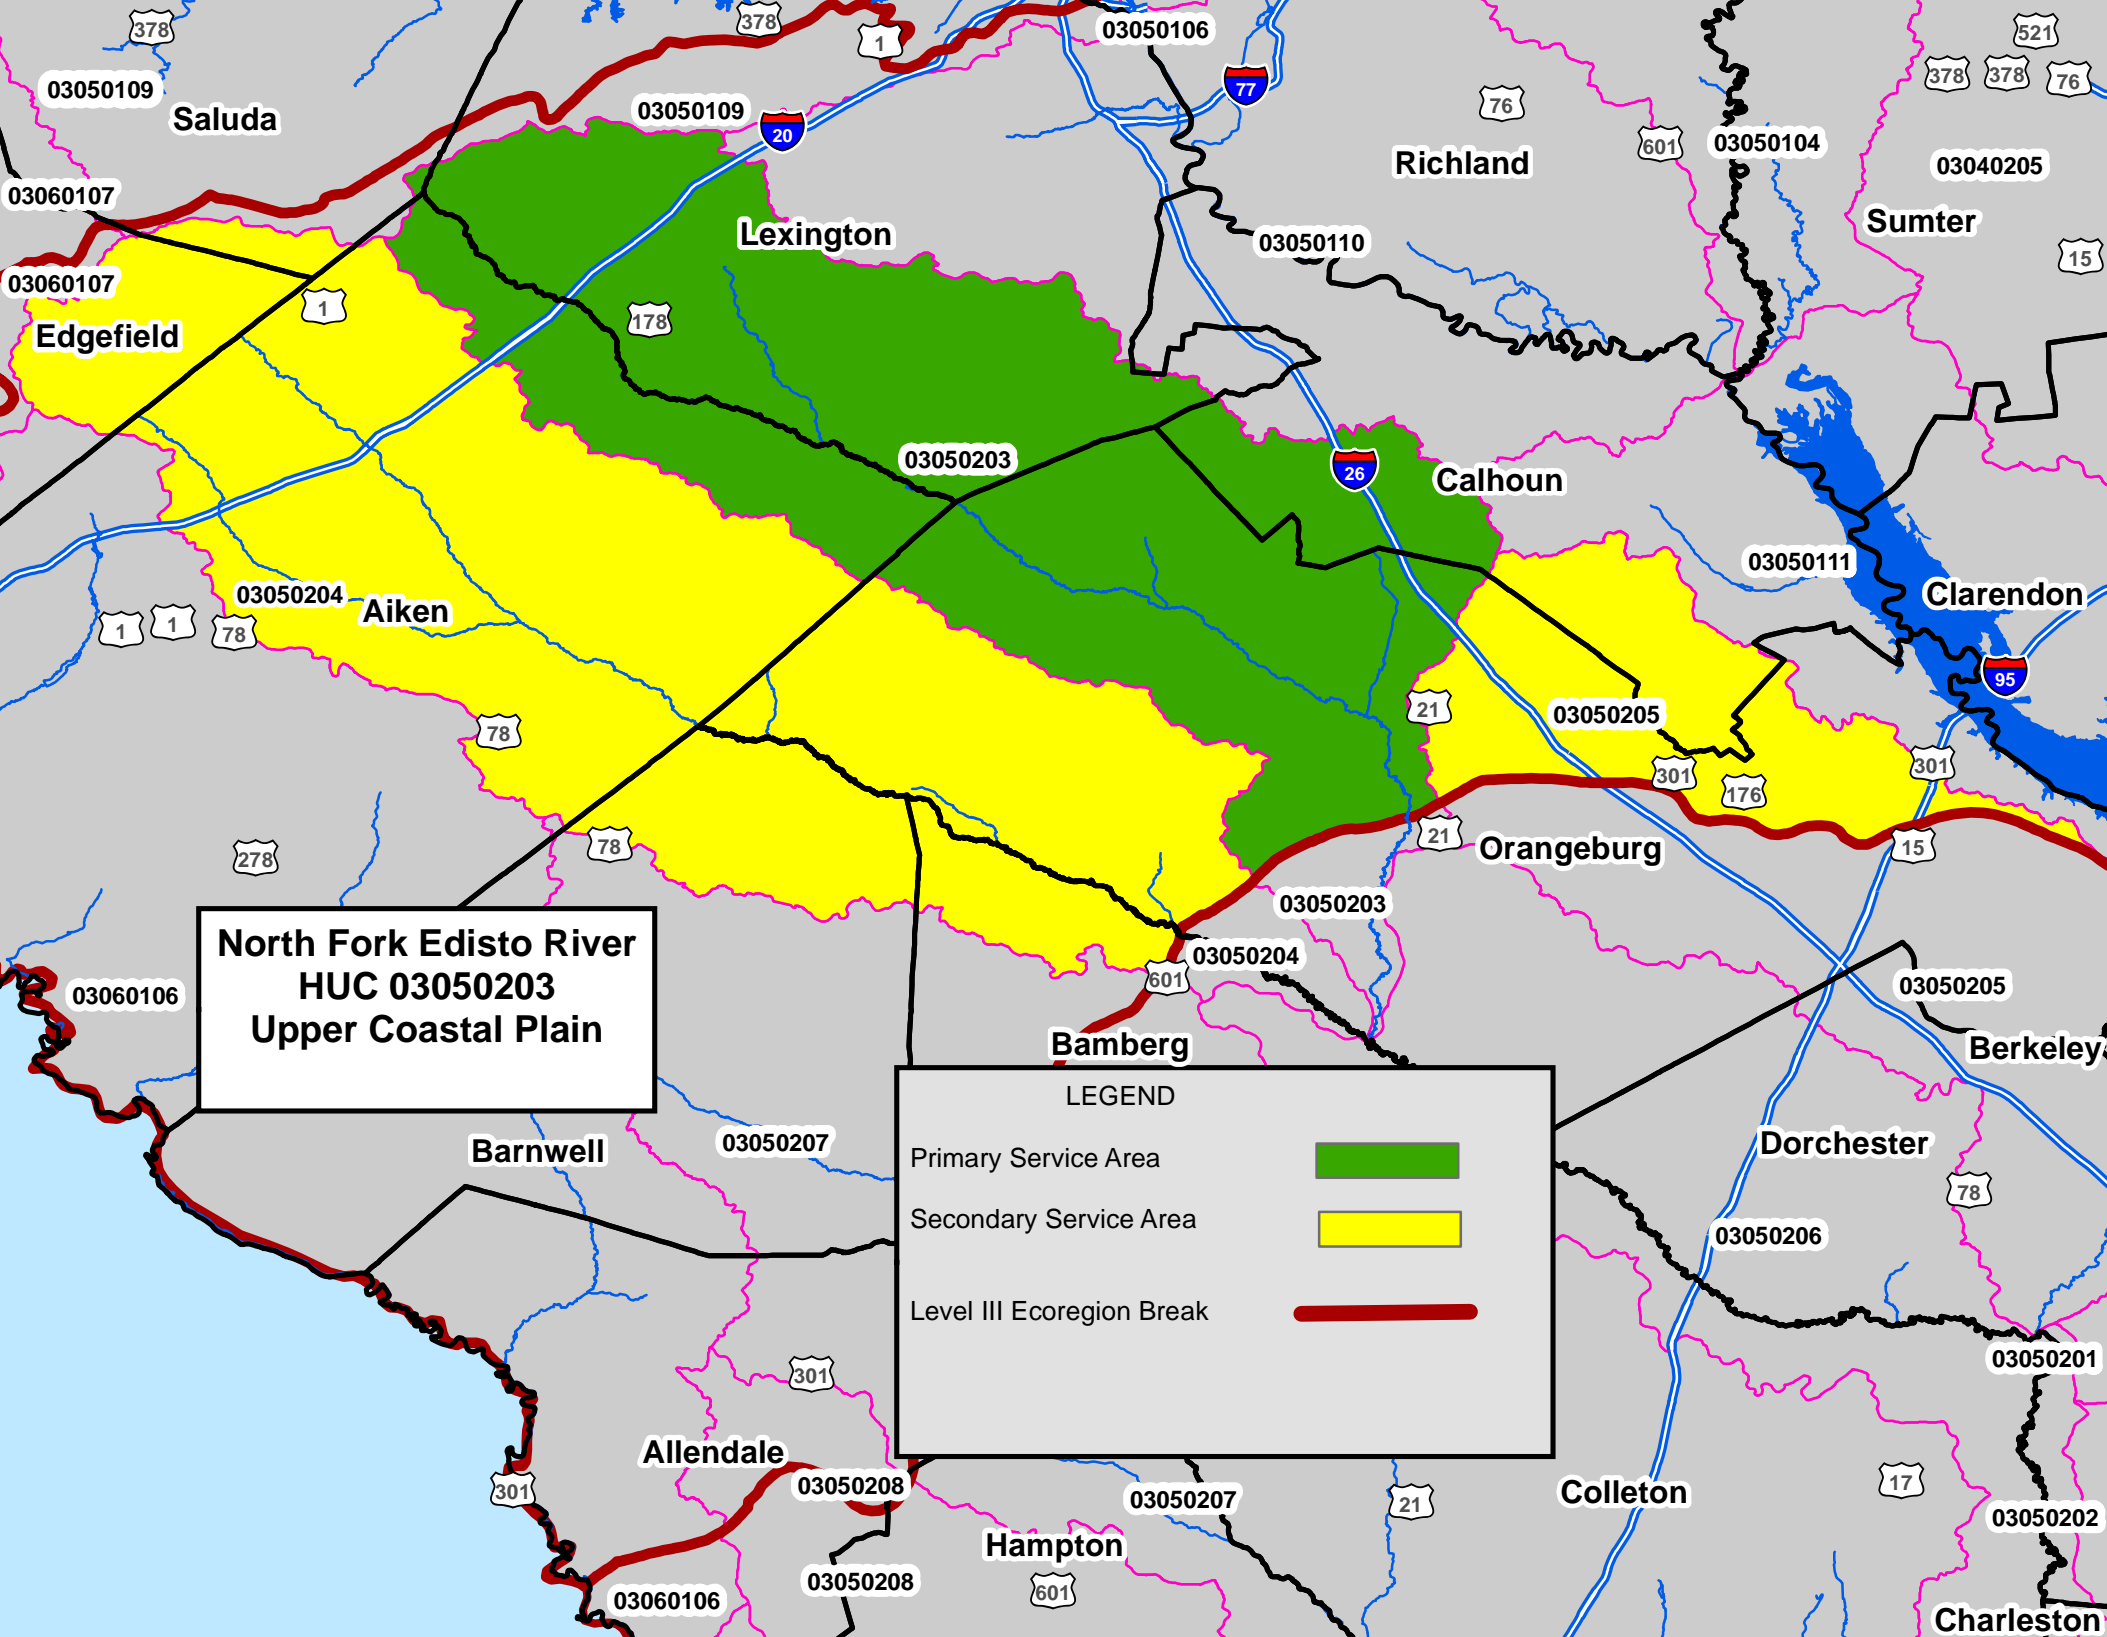 378
378
1
03050106
521
03050109
Saluda
03050109
20
77
76
601
03050104
378
378
76
03040205
Richland
03060107
Lexington
03050110
Sumter
15
03060107
1
Edgefield
178
03050203
26
Calhoun
03050111
03050204
Aiken
Clarendon
1
1
78
95
21
03050205
78
301
301
176
78
21
15
Orangeburg
278
03050203
03050204
601
03050205
03060106
North Fork Edisto River
HUC 03050203
Upper Coastal Plain
Bamberg
Berkeley
LEGEND
Primary Service Area
Secondary Service Area
Level III Ecoregion Break
Barnwell
03050207
Dorchester
78
03050206
03050201
301
Allendale
03050208
301
03050207
21
Colleton
17
03050202
Hampton
03050208
601
03060106
Charleston